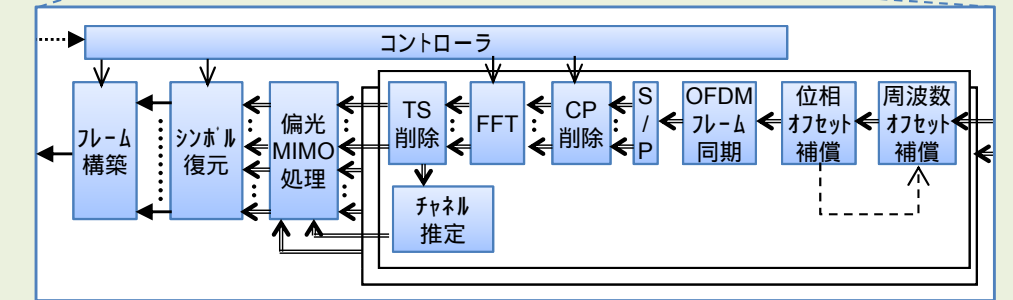 コントローラ
フレーム
構築
シンボル
復元
偏光
MIMO
処理
TS
削除
FFT
CP
削除
S
/
P
OFDM
フレーム
同期
位相
オフセット
補償
周波数
オフセット
補償
チャネル
推定